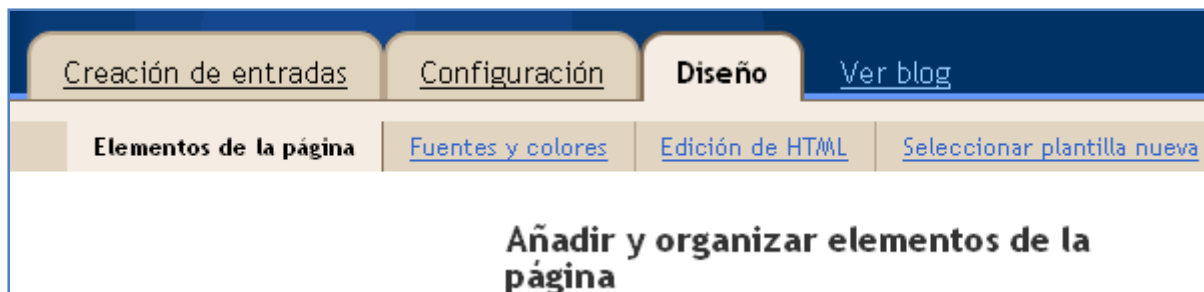 Creación de entradas Configuración Diseño Ver blog
Elementos de la página Fuentes y colores Edición de HTML Seleccionar plantilla nueva
Añadir y organizar elementos de la
página